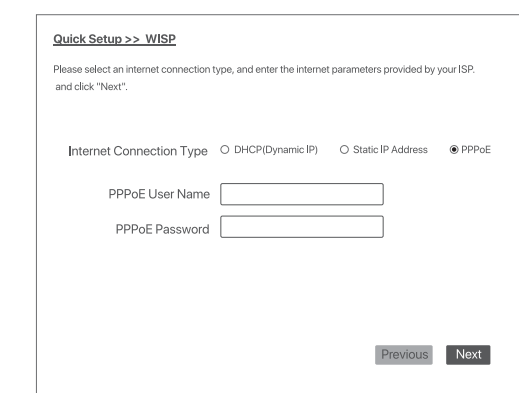 Quick Setup >> WISP
Please select an internet connection type, and enter the internet parameters provided by your ISP.
and click "Next".
Internet Connection Type DHCP(Dynamic IP) Static IP Address PPPoE
PPPoE User Name
PPPoE Password
Previous Next